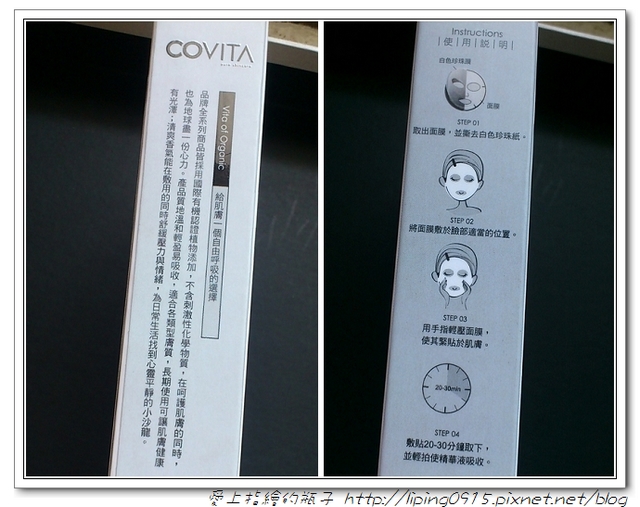 COVITA
pure skincare
Vita of Organic
給肌膚一個自由呼吸的選擇
品牌全系列商品皆採用國際有機認證植物添加，不含刺激性化學物質，在呵護肌膚的同時，
也為地球盡一份心力。產品質地溫和輕盈易吸收，適合各類型膚質，長期使用可讓肌膚健康
有光澤；清爽香氣能在敷用的同時舒緩壓力與情緒，為日常生活找到心靈平靜的小沙龍。
Instructions
|使|用|説|明|
白色珍珠膜
面膜
STEP 01
取出面膜，並撕去白色珍珠紙。
STEP 02
將面膜敷於臉部適當的位置。
STEP 03
用手指輕壓面膜，
使其緊貼於肌膚。
20-30min
STEP 04
敷貼20-30分鐘取下，
並輕拍使精華液吸收。
愛上指繪的瓶子 http://liping0915.pixnet.net/blog